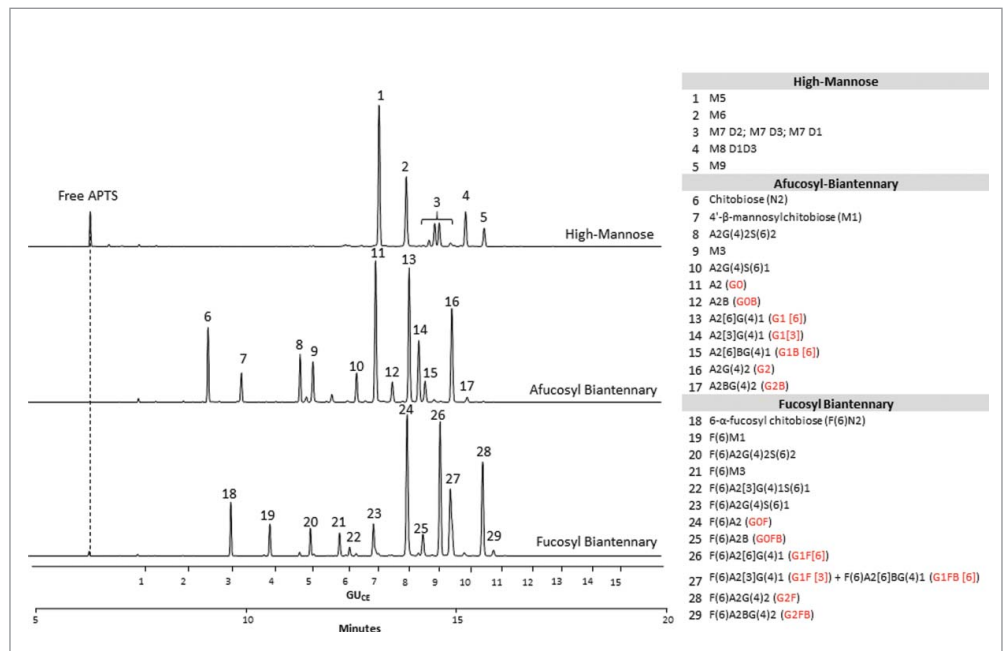 1
2
3
4
5
Free APTS
High-Mannose
6
7
8
9
10
11
12
13
14
15
16
17
Afucosyl Biantennary
18
19
20
21
22
23
24
25
26
27
28
29
Fucosyl Biantennary
1 2 3 4 5 6 7 8 9 10 11 12 13 14 15
GUCE
5 10 15 20
Minutes
High-Mannose
1 M5
2 M6
3 M7 D2; M7 D3; M7 D1
4 M8 D1D3
5 M9
Afucosyl-Biantennary
6 Chitobiose (N2)
7 4'-β-mannosylchitobiose (M1)
8 A2G(4)2S(6)2
9 M3
10 A2G(4)S(6)1
11 A2 (G0)
12 A2B (G0B)
13 A2[6]G(4)1 (G1 [6])
14 A2[3]G(4)1 (G1[3])
15 A2[6]BG(4)1 (G1B [6])
16 A2G(4)2 (G2)
17 A2BG(4)2 (G2B)
Fucosyl Biantennary
18 6-α-fucosyl chitobiose (F(6)N2)
19 F(6)M1
20 F(6)A2G(4)2S(6)2
21 F(6)M3
22 F(6)A2[3]G(4)1S(6)1
23 F(6)A2G(4)S(6)1
24 F(6)A2 (G0F)
25 F(6)A2B (G0FB)
26 F(6)A2[6]G(4)1 (G1F[6])
27 F(6)A2[3]G(4)1 (G1F [3]) + F(6)A2[6]BG(4)1 (G1FB [6])
28 F(6)A2G(4)2 (G2F)
29 F(6)A2BG(4)2 (G2FB)